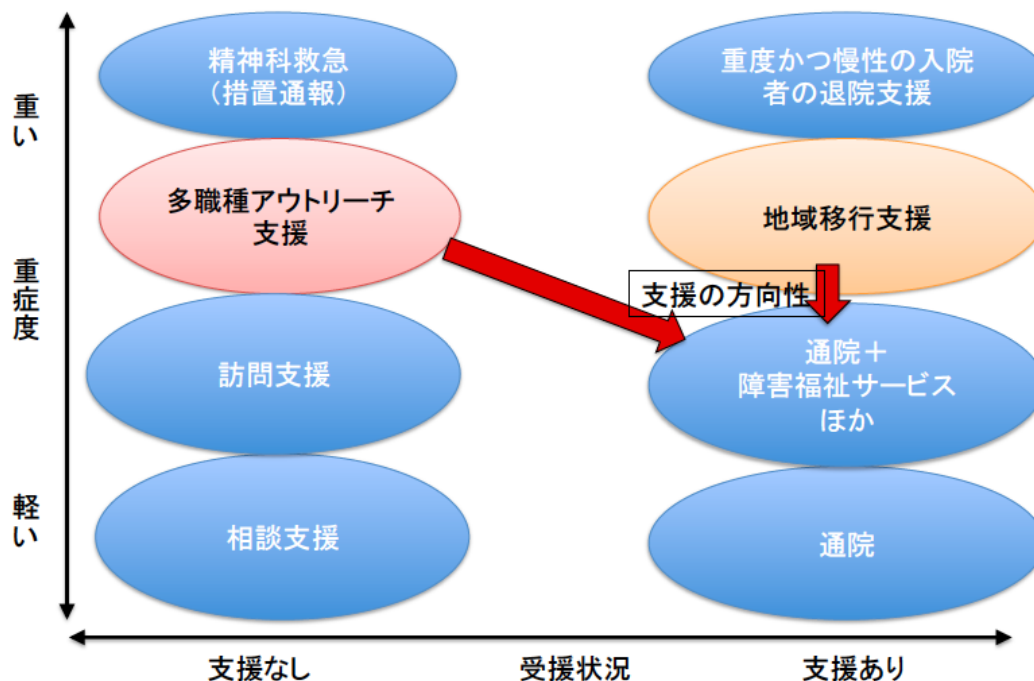 精神科救急
（措置通報）
重度かつ慢性の入院
者の退院支援
重い
多職種アウトリーチ
支援
地域移行支援
支援の方向性
重症度
訪問支援
通院＋
障害福祉サービス
ほか
軽い
相談支援
通院
支援なし
受援状況
支援あり